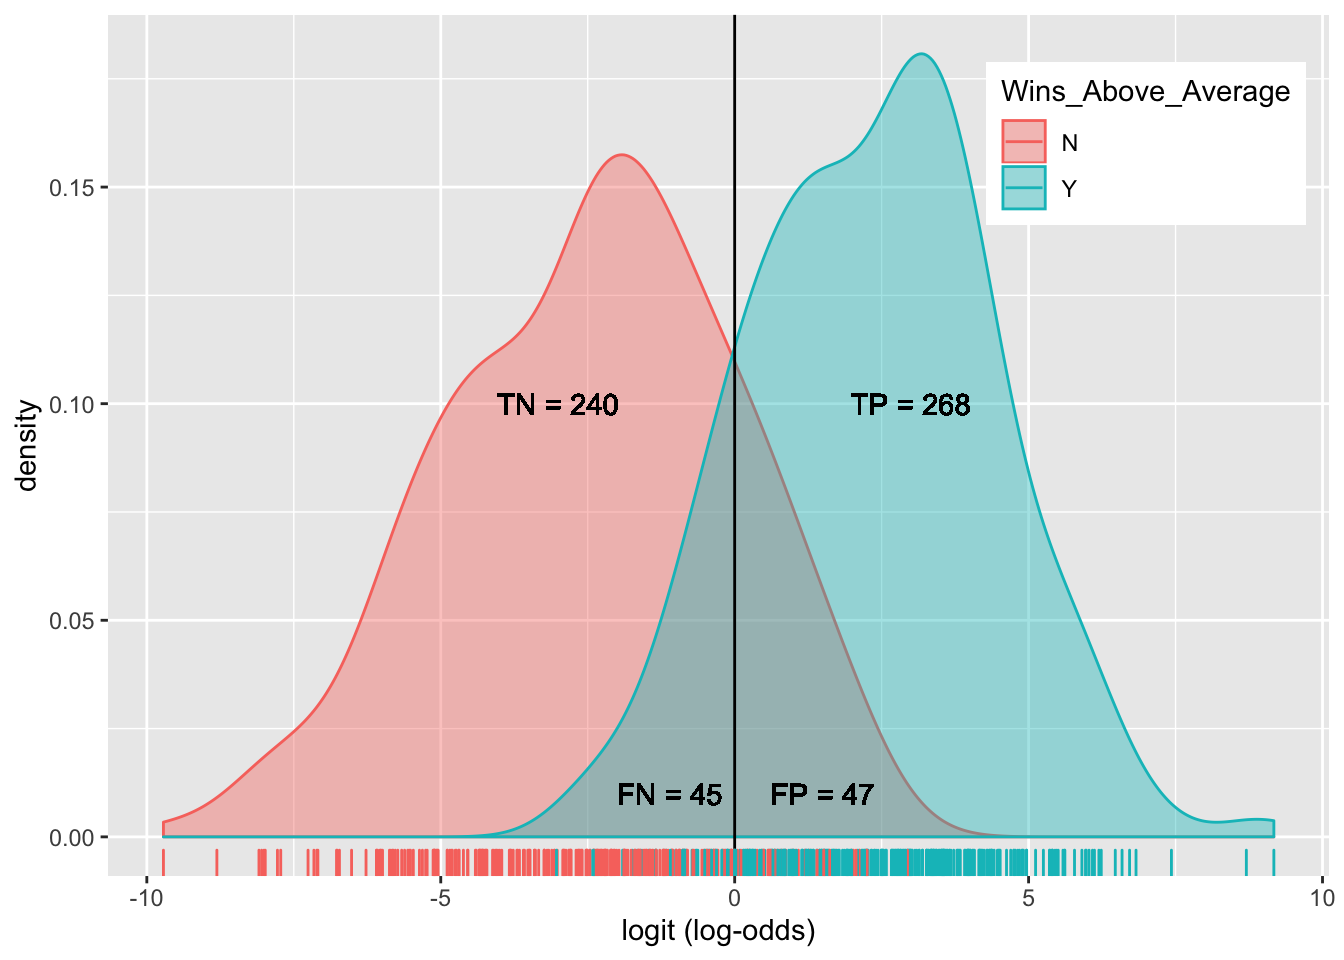 Wins_Above_Average
N
Y
0.15
TN = 240
TP = 268
0.10
density
0.05
FN = 45
FP = 47
0.00
-10
-5
0
5
10
logit (log-odds)